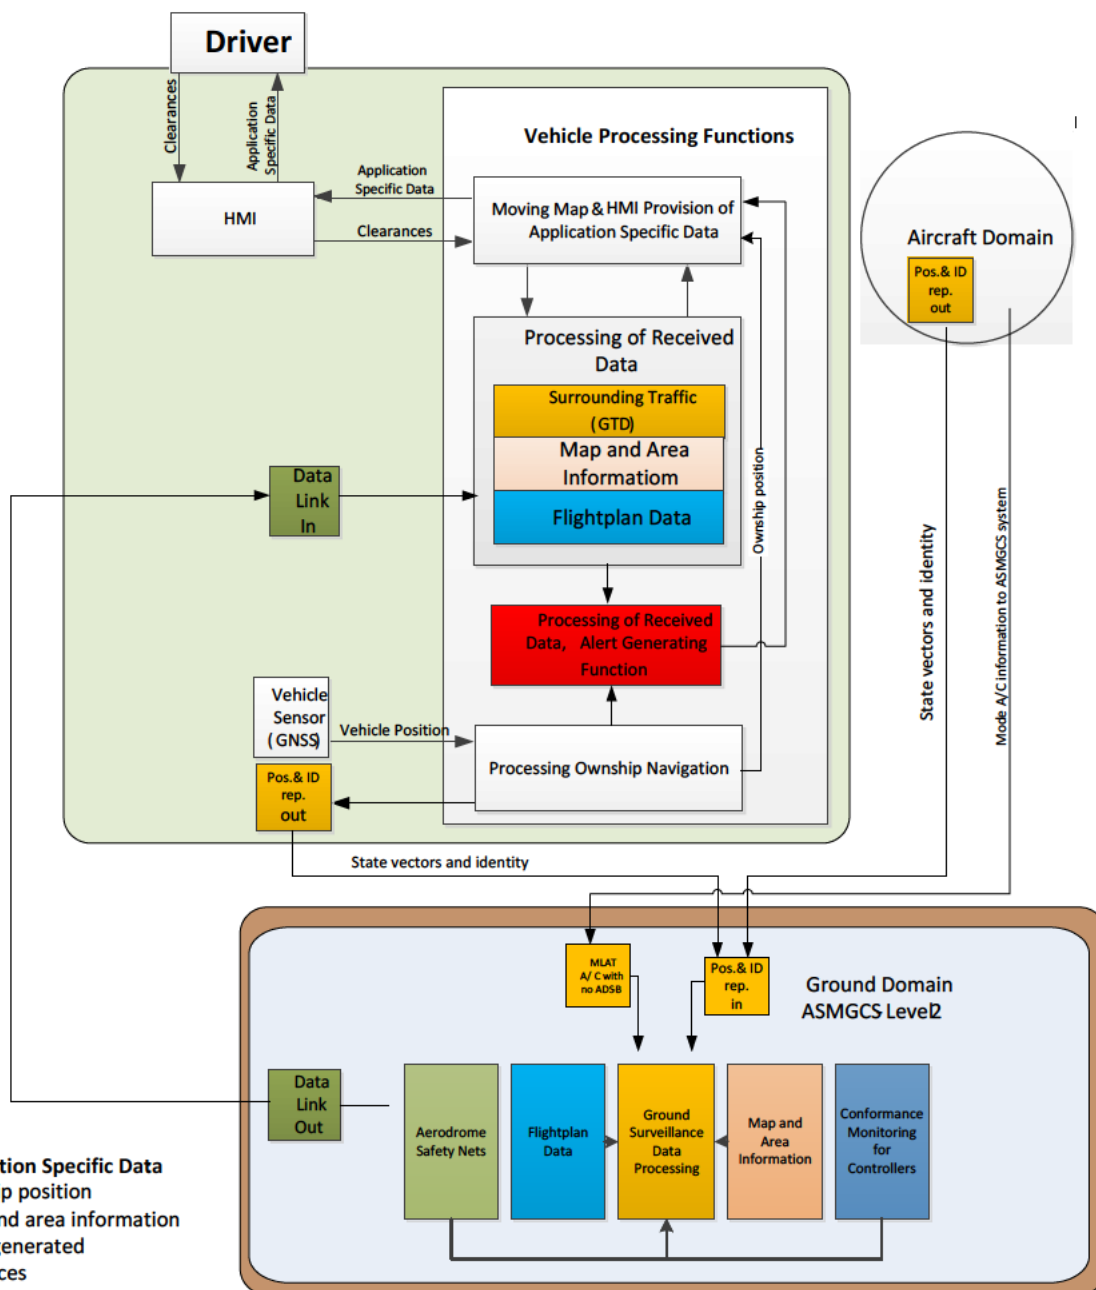 Driver
Clearances
Application
Specific Data
HMI
Application
Specific Data
Clearances
Vehicle Processing Functions
Moving Map & HMI Provision of
Application Specific Data
Processing of Received
Data
Surrounding Traffic
(GTD)
Map and Area
Informatiom
Flightplan Data
Ownship position
Data
Link
In
Processing of Received
Data, Alert Generating
Function
Vehicle
Sensor
(GNSS)
Vehicle Position
Processing Ownship Navigation
Pos.& ID
rep.
out
State vectors and identity
Aircraft Domain
Pos.& ID
rep.
out
State vectors and identity
Mode A/C information to ASMGCS system
MLAT
A/ C with
no ADSB
Pos.& ID
rep.
in
Ground Domain
ASMGCS-Level2
Data
Link
Out
Aerodrome
Safety Nets
Flightplan
Data
Ground
Surveillance
Data
Processing
Map and
Area
Information
Conformance
Monitoring
for
Controllers
tion Specific Data
ip position
nd area information
generated
ces